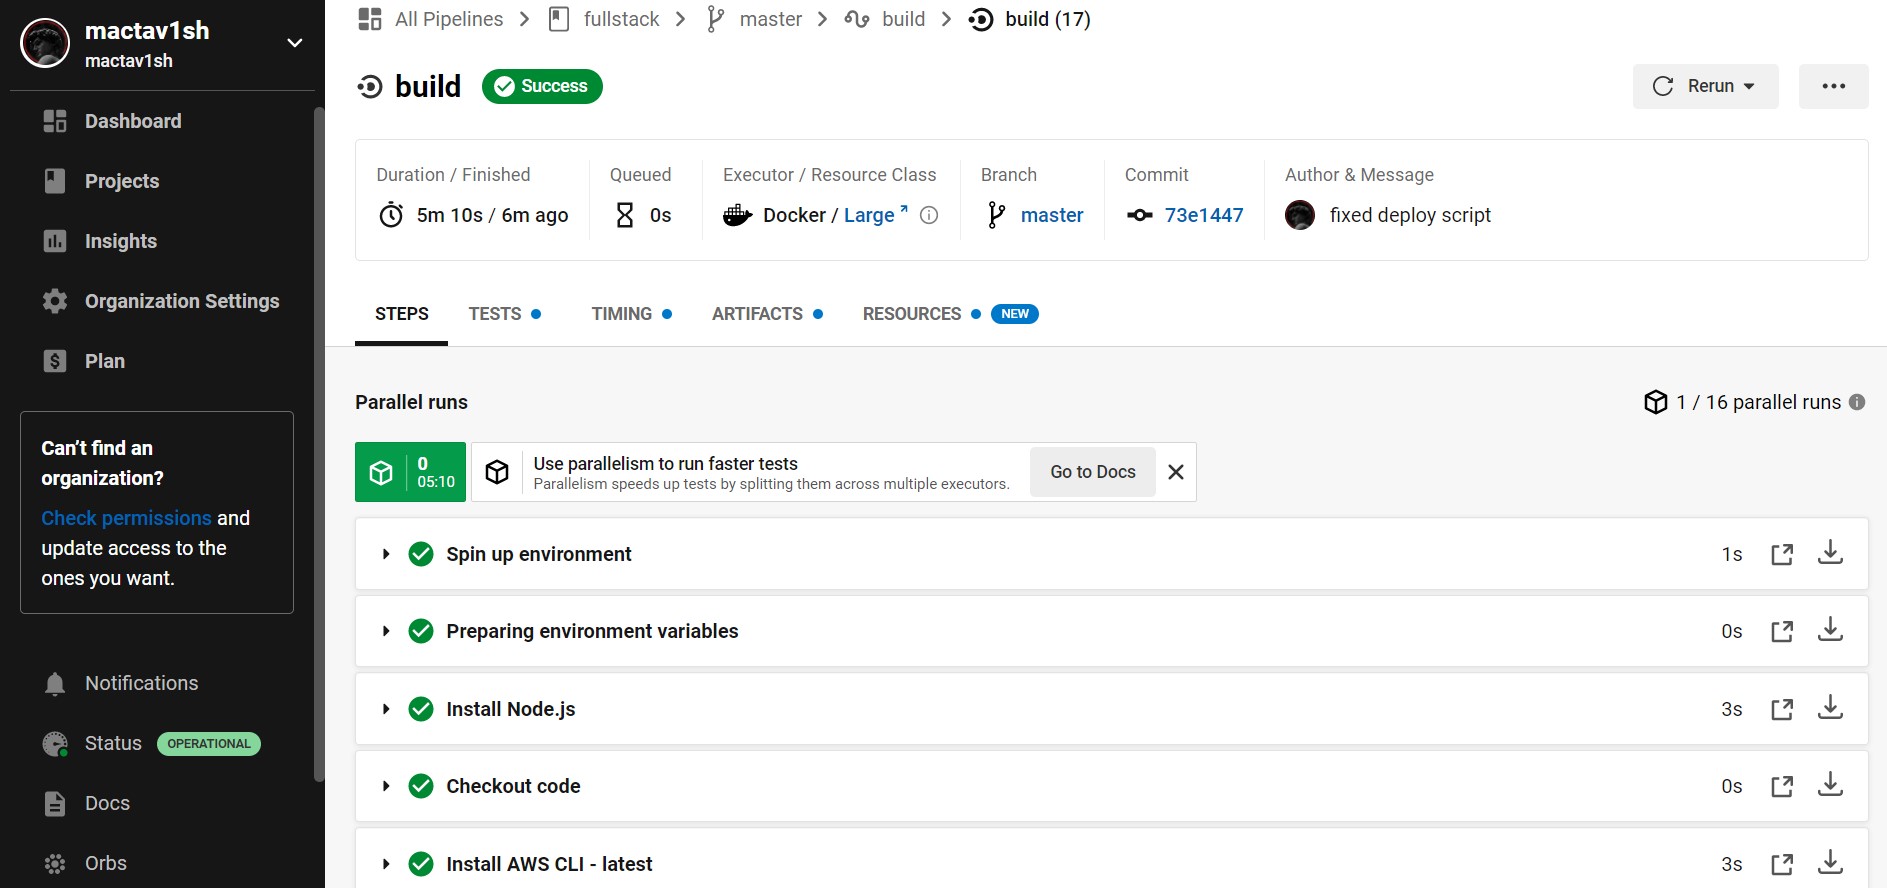 mactav1sh
mactav1sh
Dashboard
Projects
Insights
Organization Settings
$ Plan
Can't find an
organization?
Check permissions and
update access to the
ones you want.
Notifications
Status OPERATIONAL
Docs
Orbs
All Pipelines fullstack master build build (17)
build Success
Rerun
Duration / Finished
5m 10s / 6m ago
Queued
0s
Executor / Resource Class
Docker / Large
Branch
master
Commit
73e1447
Author & Message
fixed deploy script
STEPS TESTS TIMING ARTIFACTS RESOURCES NEW
Parallel runs
1 / 16 parallel runs
0
05:10
Use parallelism to run faster tests
Parallelism speeds up tests by splitting them across multiple executors.
Go to Docs
Spin up environment 1s
Preparing environment variables 0s
Install Node.js 3s
Checkout code 0s
Install AWS CLI - latest 3s